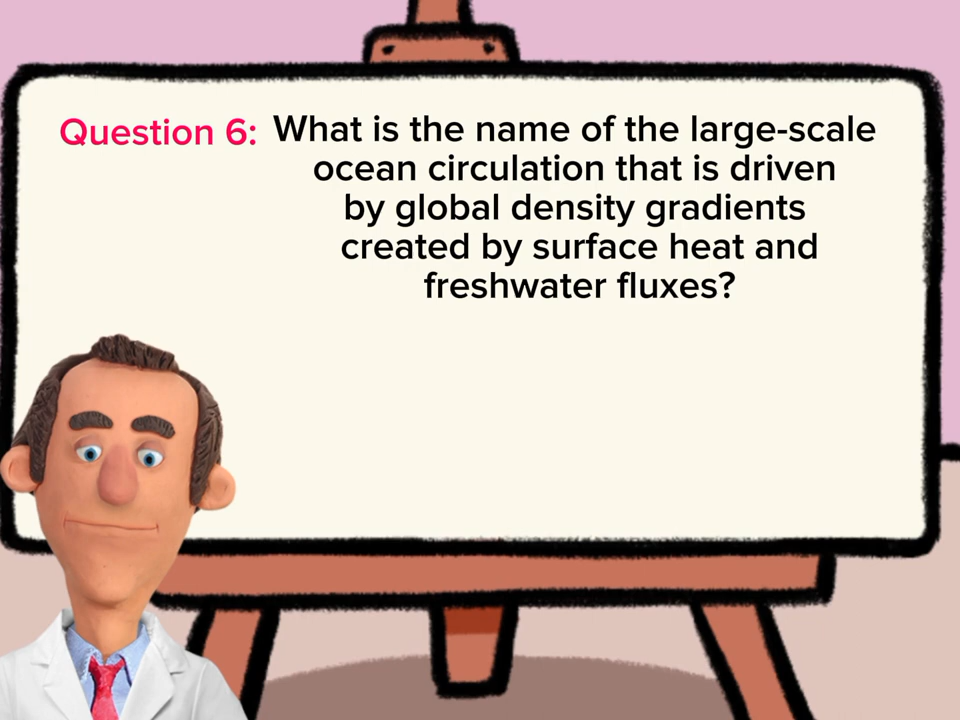 Question 6: What is the name of the large-scale
ocean circulation that is driven
by global density gradients
created by surface heat and
freshwater fluxes?